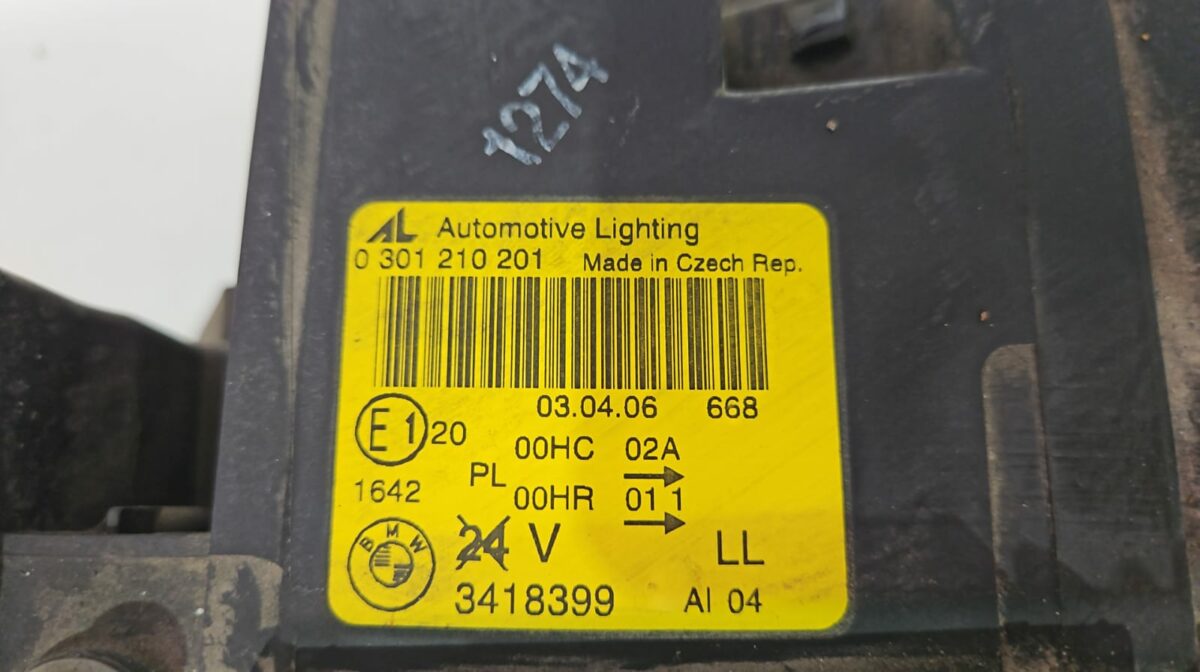 1274
AL Automotive Lighting
0 301 210 201 Made in Czech Rep.
03.04.06 668
E1 20 00HC 02A
PL
1642 00HR 01 1
BMW 24 V LL
3418399 Al 04